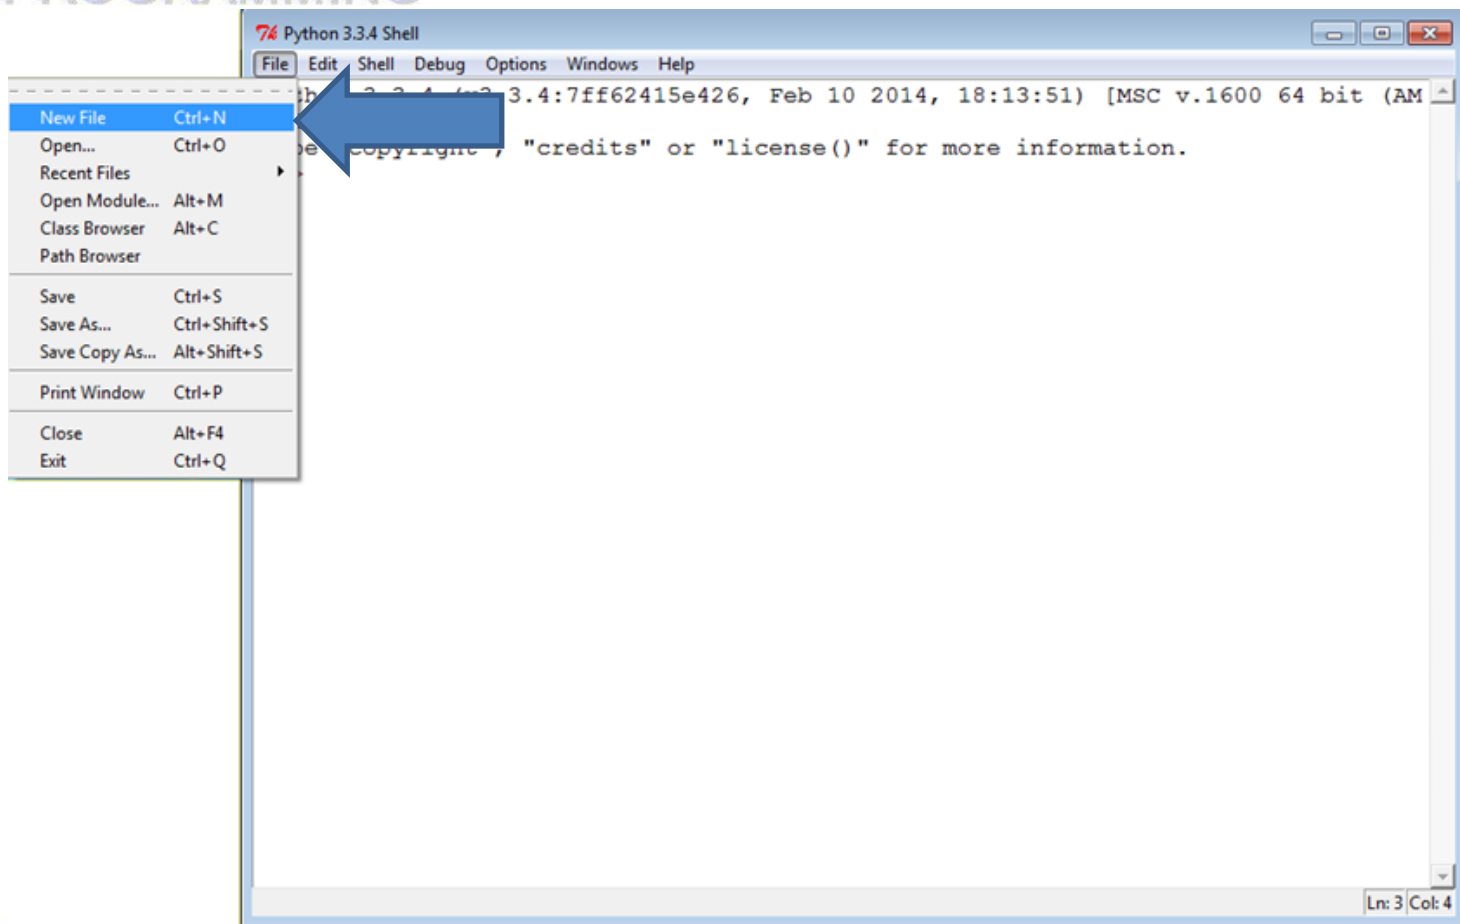 Python 3.3.4 Shell
File Edit Shell Debug Options Windows Help
3.4:7ff62415e426, Feb 10 2014, 18:13:51) [MSC v.1600 64 bit (AM
"credits" or "license()" for more information.
New File Ctrl+N
Open... Ctrl+O
Recent Files
Open Module... Alt+M
Class Browser Alt+C
Path Browser
Save Ctrl+S
Save As... Ctrl+Shift+S
Save Copy As... Alt+Shift+S
Print Window Ctrl+P
Close Alt+F4
Exit Ctrl+Q
Ln: 3 Col: 4